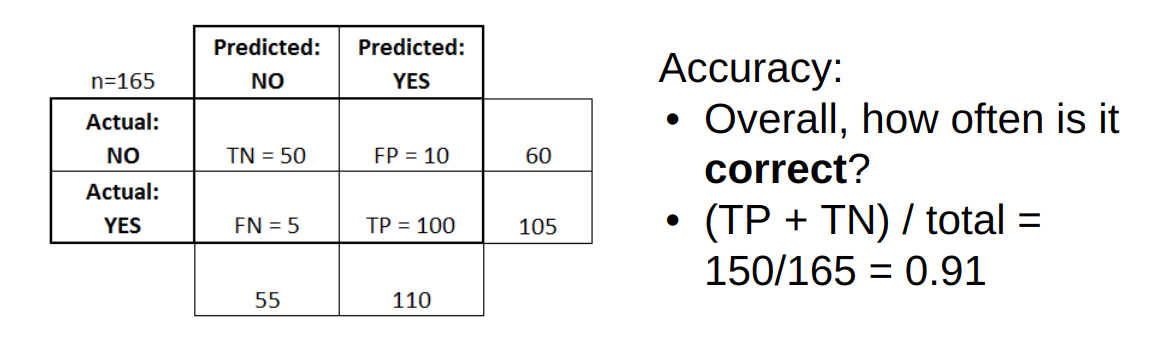 Predicted: Predicted:
n=165 NO YES
Actual:
NO TN = 50 FP = 10 60
Actual:
YES FN = 5 TP = 100 105
55 110
Accuracy:
• Overall, how often is it
correct?
• (TP + TN) / total =
150/165 = 0.91